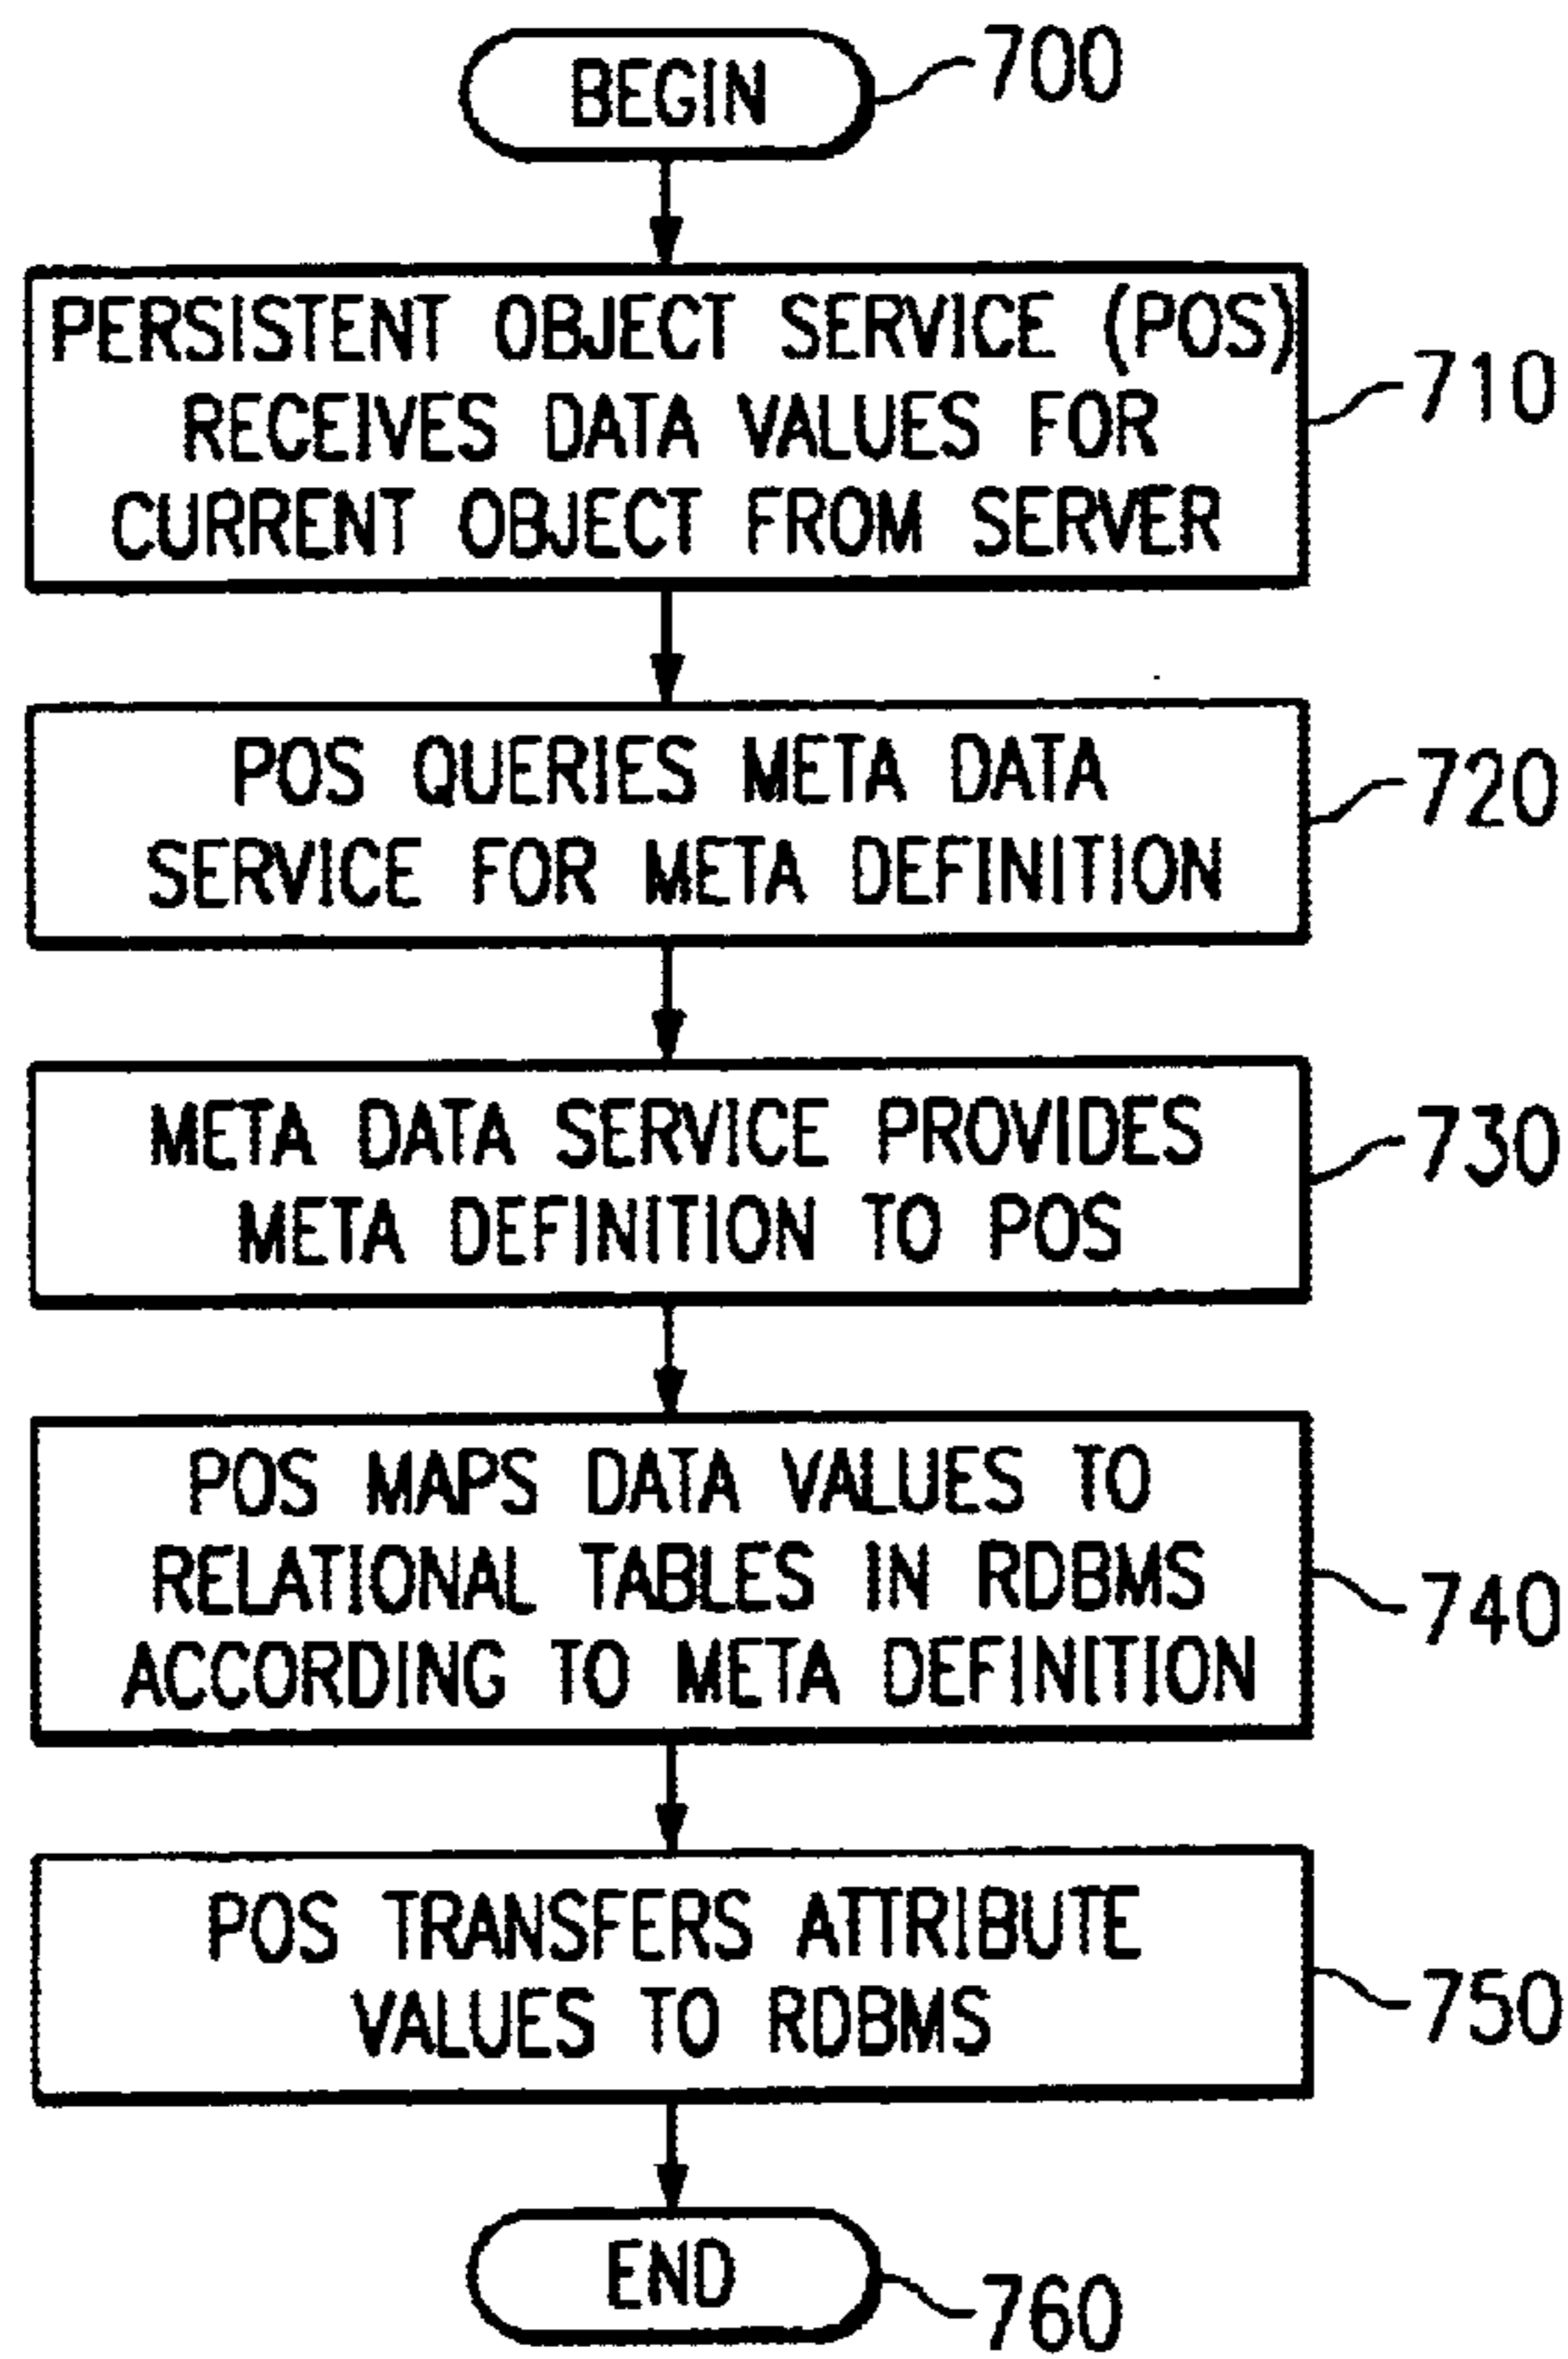 BEGIN
700
PERSISTENT OBJECT SERVICE (POS)
RECEIVES DATA VALUES FOR
CURRENT OBJECT FROM SERVER
710
POS QUERIES META DATA
SERVICE FOR META DEFINITION
720
META DATA SERVICE PROVIDES
META DEFINITION TO POS
730
POS MAPS DATA VALUES TO
RELATIONAL TABLES IN RDBMS
ACCORDING TO META DEFINITION
740
POS TRANSFERS ATTRIBUTE
VALUES TO RDBMS
750
END
760